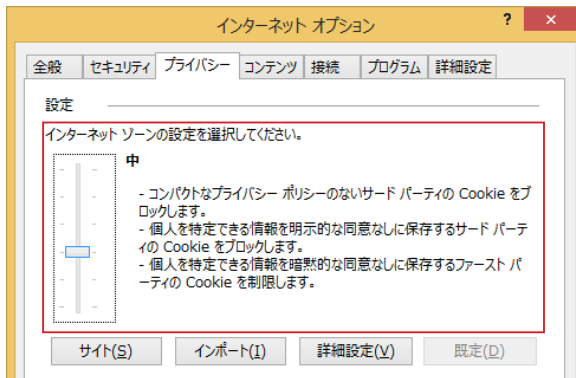 インターネット オプション
? ×
全般 セキュリティ プライバシー コンテンツ 接続 プログラム 詳細設定
設定
インターネット ゾーンの設定を選択してください。
中
- コンパクトなプライバシー ポリシーのないサード パーティの Cookie をブ
ロックします。
- 個人を特定できる情報を明示的な同意なしに保存するサード パーテ
ィの Cookie をブロックします。
- 個人を特定できる情報を暗黙的な同意なしに保存するファースト パ
ーティの Cookie を制限します。
サイト(S) インポート(I) 詳細設定(V) 既定(D)